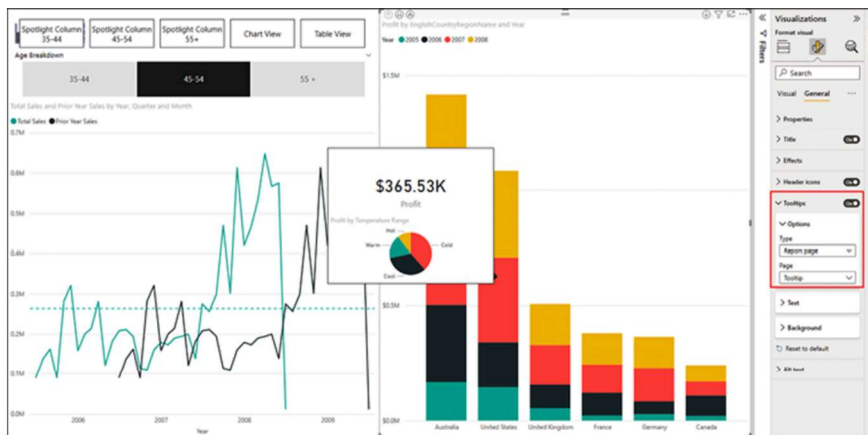 Spotlight Column
35-44
Spotlight Column
45-54
Spotlight Column
55+
Chart View
Table View
Age Breakdown
35-44
45-54
55 +
Total Sales and Prior Year Sales by Year, Quarter and Month
Total Sales
Prior Year Sales
0.7M
0.6M
0.5M
0.4M
0.3M
0.2M
0.1M
0.0M
2006
2007
2008
2009
Year
Profit by EnglishCountryRegionName and Year
Year
2005
2006
2007
2008
$1.5M
$0.5M
$0.0M
Australia
United States
United Kingdom
France
Germany
Canada
$365.53K
Profit
Profit by Temperature Range
Hot
Warm
Cold
Cool
Filters
Visualizations
Format visual
Search
Visual
General
...
Properties
Title
On
Effects
Header icons
On
Tooltips
On
Options
Type
Report page
Page
Tooltip
Text
Background
Reset to default
Alt text